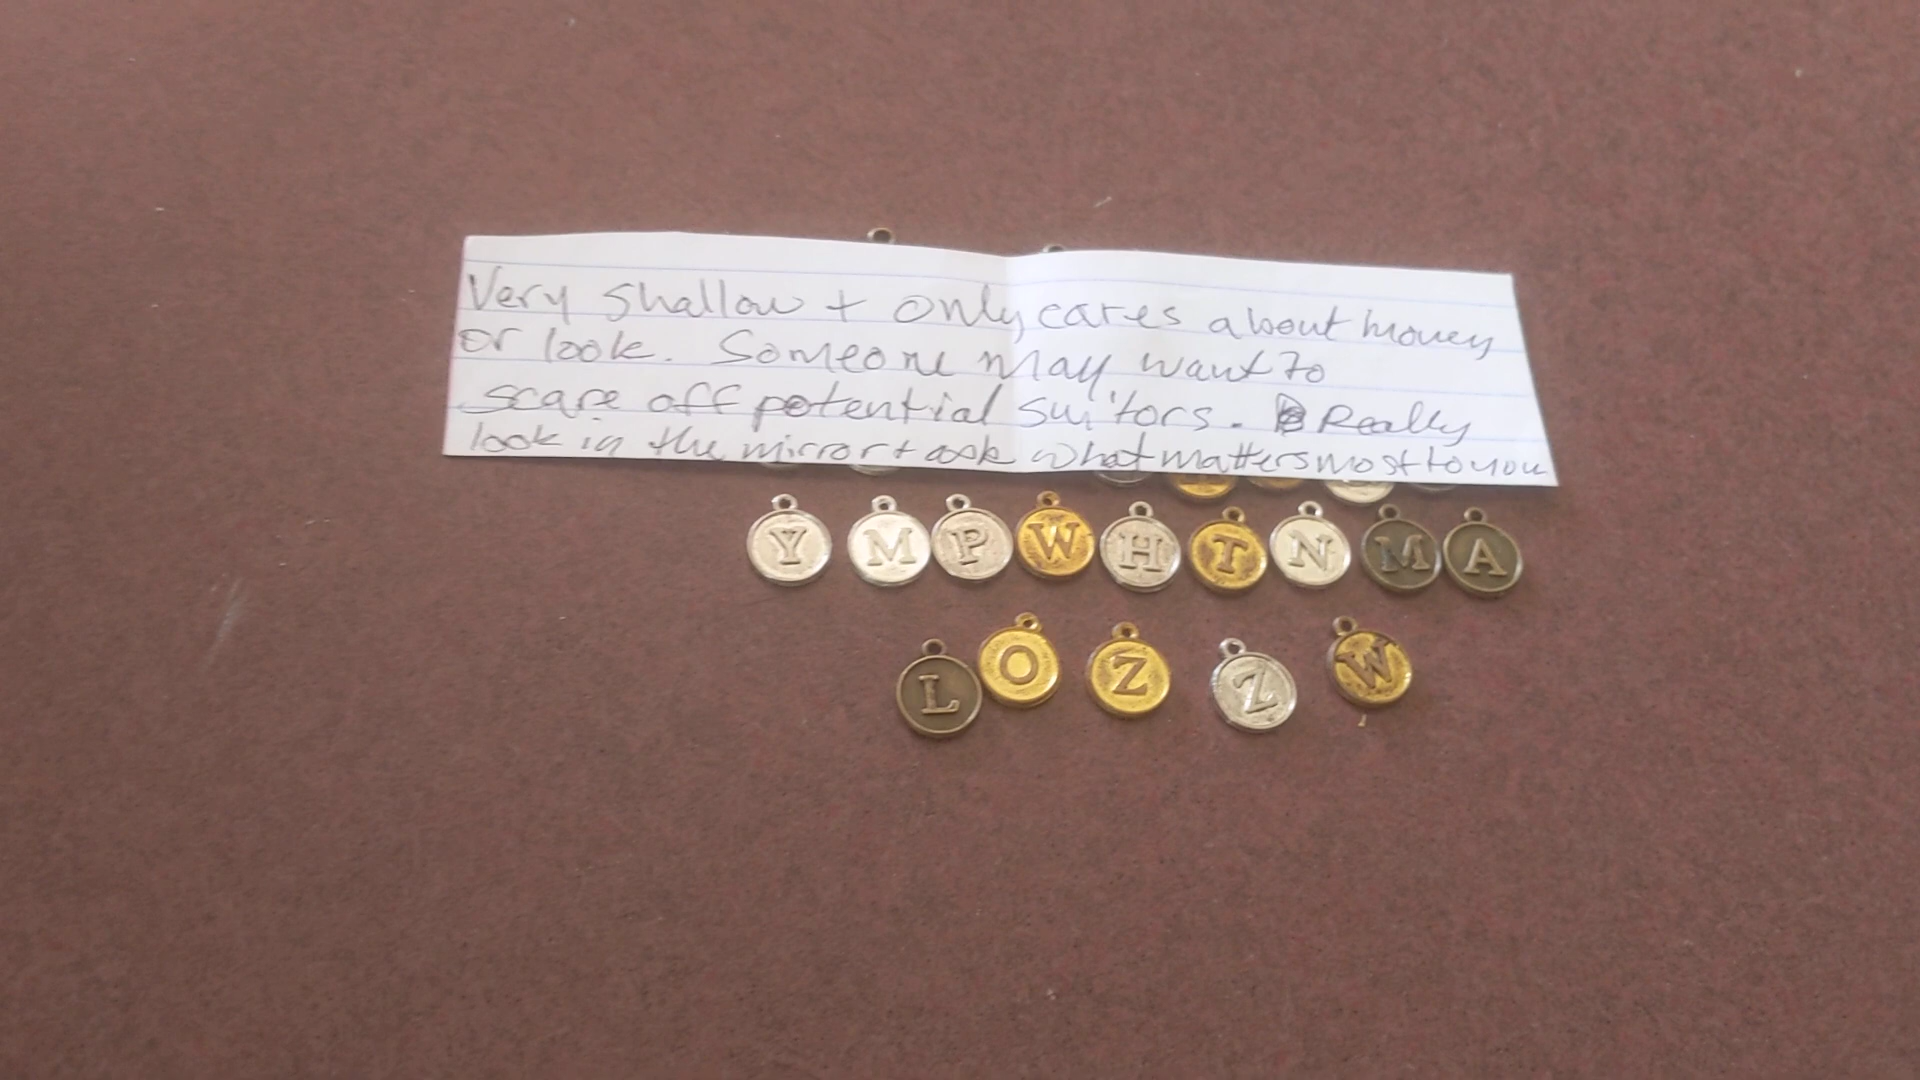 Very shallow + only cares about money
or look. Someone may want to
scare off potential suitors. Really
look in the mirror + ask what matters most to you
Y M P W H T N M A
L O Z Z W